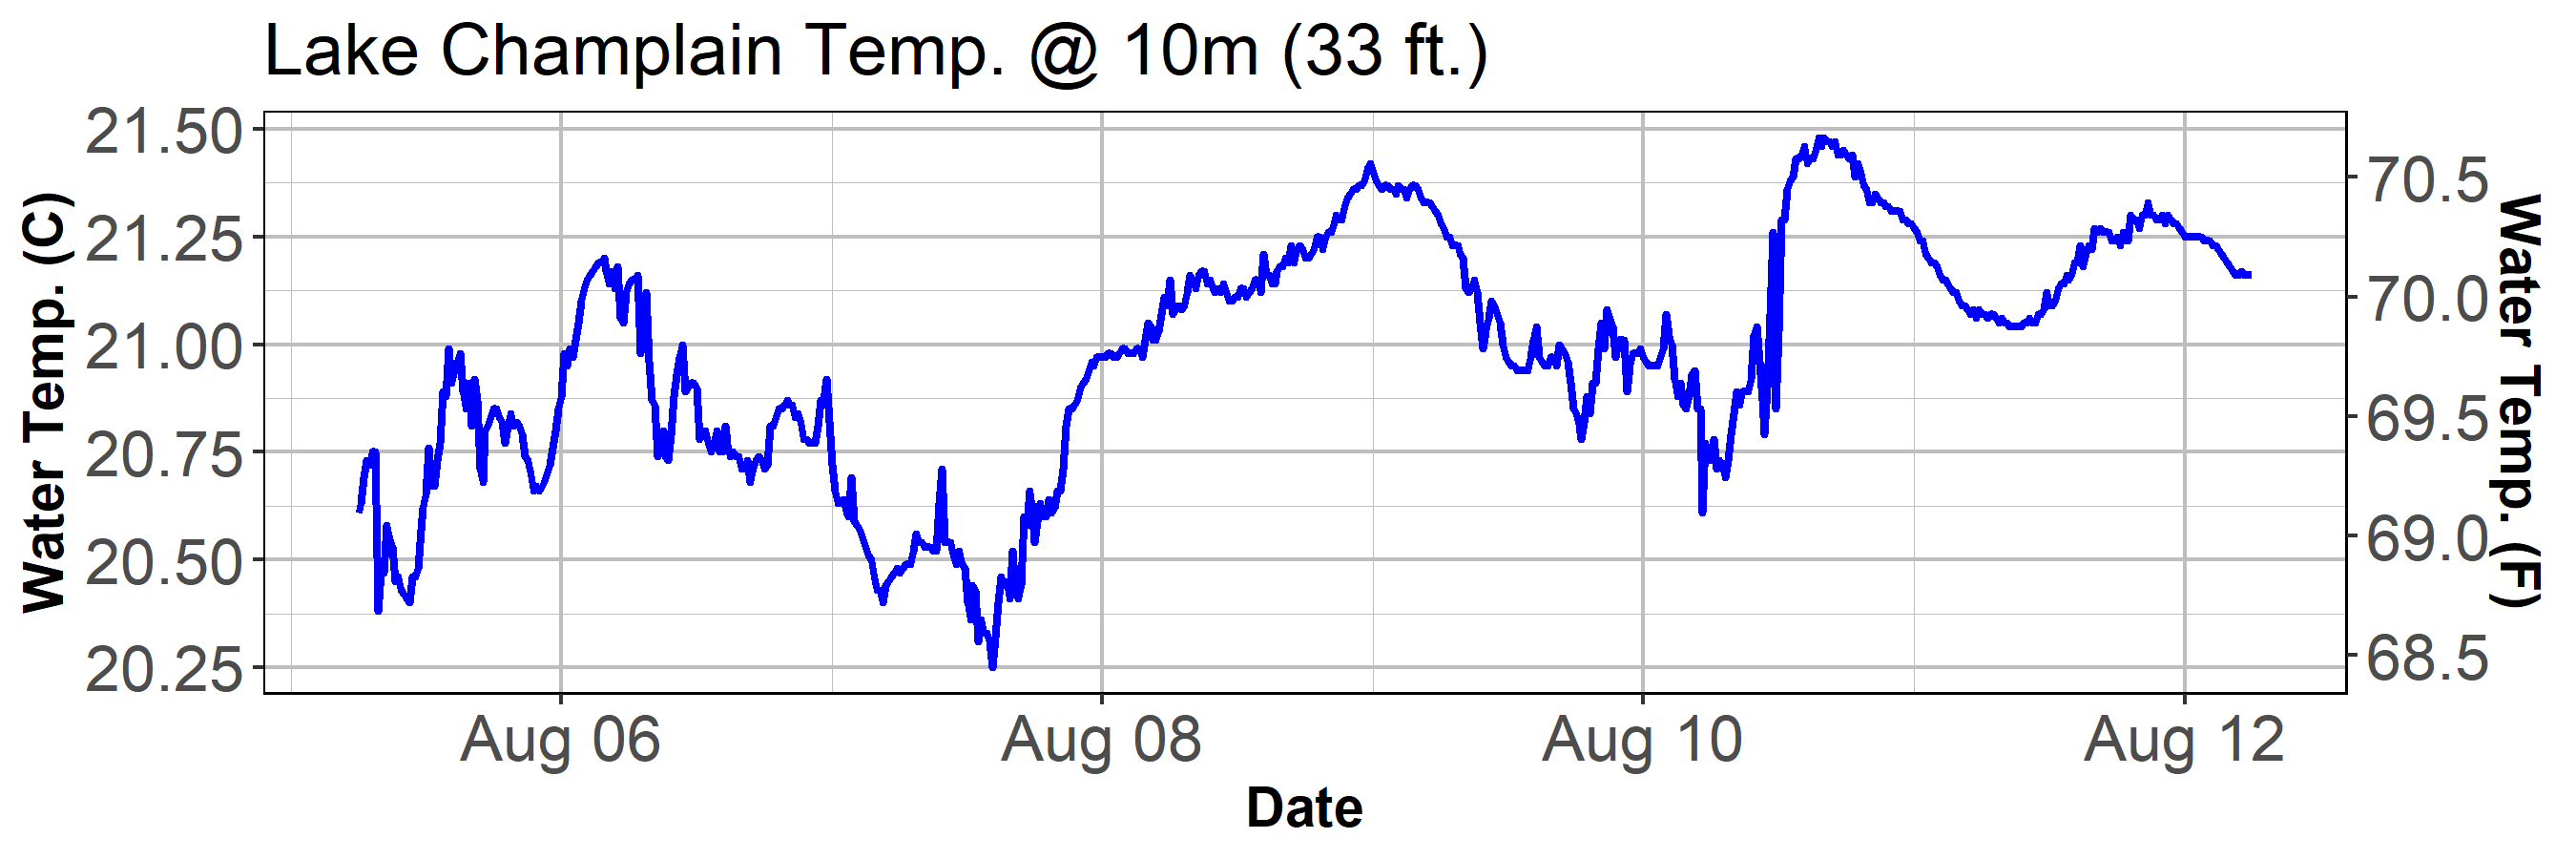 Lake Champlain Temp. @ 10m (33 ft.)
Water Temp. (C)
21.50
21.25
21.00
20.75
20.50
20.25
70.5
70.0
69.5
69.0
68.5
Water Temp. (F)
Aug 06 Aug 08 Aug 10 Aug 12
Date